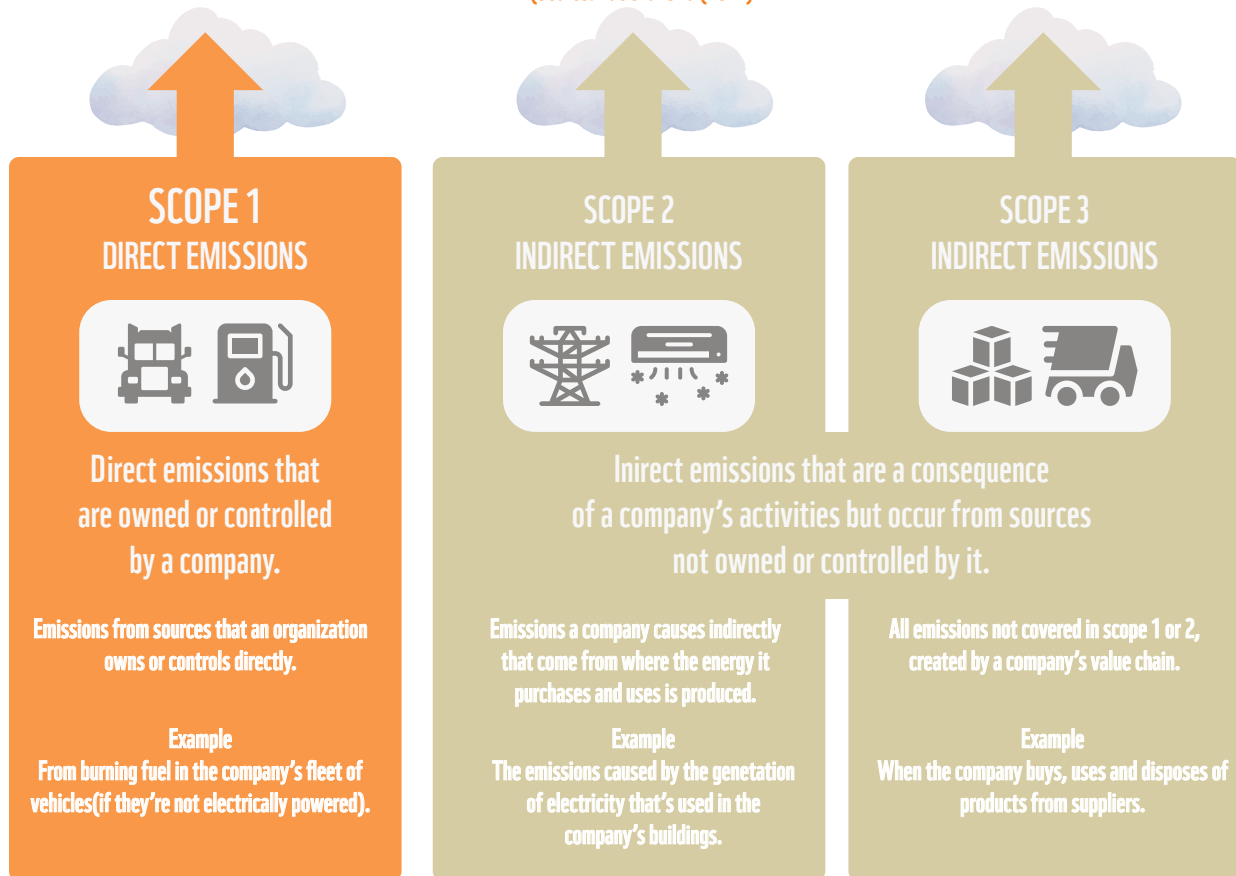 SCOPE 1
DIRECT EMISSIONS
Direct emissions that
are owned or controlled
by a company.
Emissions from sources that an organization
owns or controls directly.
Example
From burning fuel in the company's fleet of
vehicles(if they're not electrically powered).
SCOPE 2
INDIRECT EMISSIONS
SCOPE 3
INDIRECT EMISSIONS
Inirect emissions that are a consequence
of a company's activities but occur from sources
not owned or controlled by it.
Emissions a company causes indirectly
that come from where the energy it
purchases and uses is produced.
Example
The emissions caused by the genetation
of electricity that's used in the
company's buildings.
All emissions not covered in scope 1 or 2,
created by a company's value chain.
Example
When the company buys, uses and disposes of
products from suppliers.